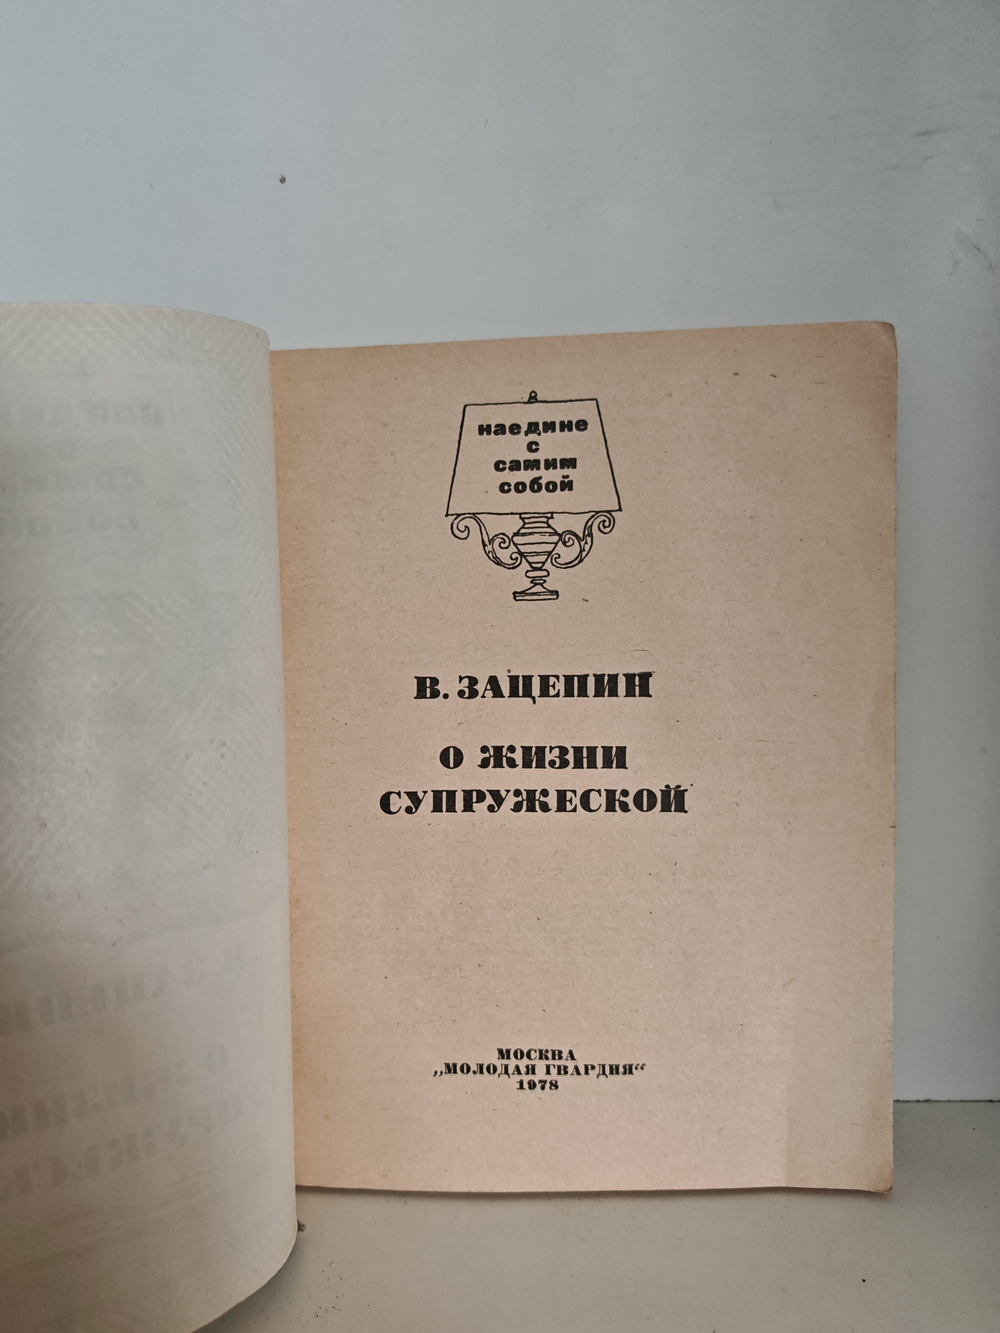 наедине
с
самим
собой
В. ЗАЦЕПИН
О ЖИЗНИ
СУПРУЖЕСКОЙ
МОСКВА
„МОЛОДАЯ ГВАРДИЯ“
1978